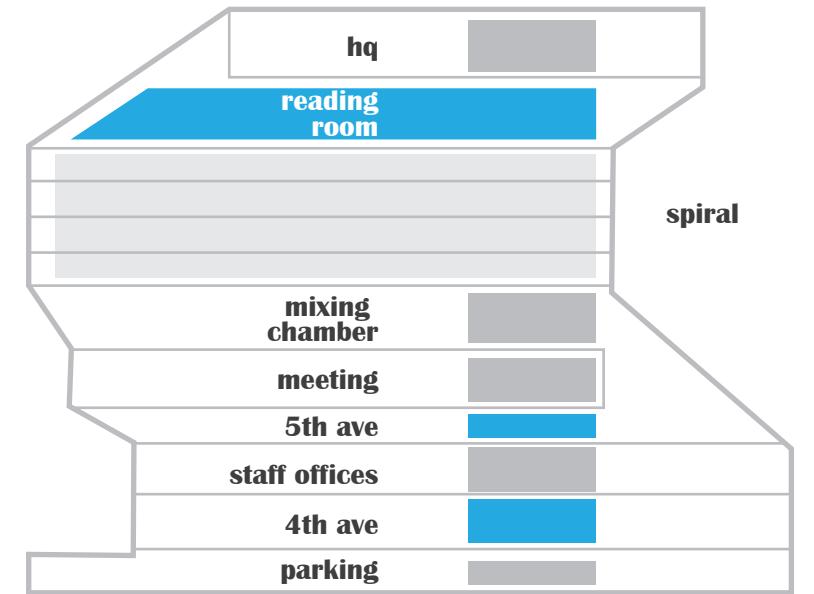 hq
reading
room
spiral
mixing
chamber
meeting
5th ave
staff offices
4th ave
parking